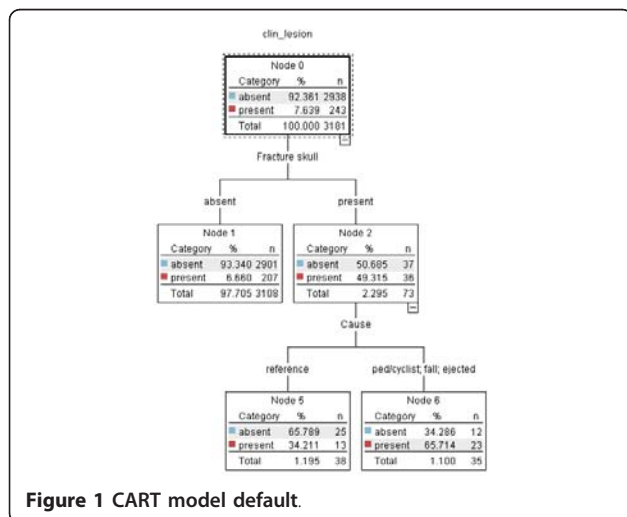 clin_lesion
Node 0
Category % n
absent 92.361 2938
present 7.639 243
Total 100.000 3181
Fracture skull
absent present
Node 1
Category % n
absent 93.340 2901
present 6.660 207
Total 97.705 3108
Node 2
Category % n
absent 50.685 37
present 49.315 36
Total 2.295 73
Cause
reference ped/cyclist; fall; ejected
Node 5
Category % n
absent 65.789 25
present 34.211 13
Total 1.195 38
Node 6
Category % n
absent 34.286 12
present 65.714 23
Total 1.100 35
Figure 1 CART model default.